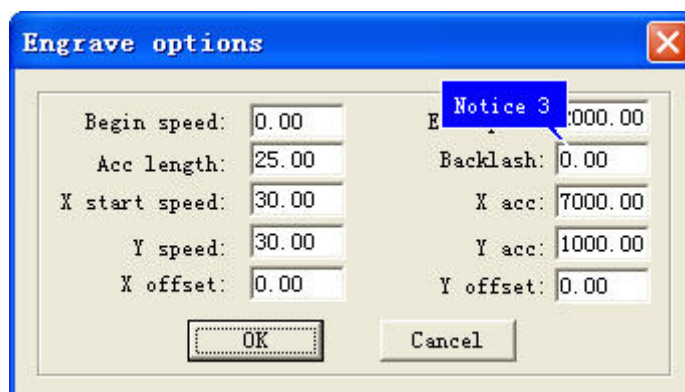 Engrave options
Notice 3
Begin speed: 0.00
Acc length: 25.00 Backlash: 0.00
X start speed: 30.00 X acc: 7000.00
Y speed: 30.00 Y acc: 1000.00
X offset: 0.00 Y offset: 0.00
OK Cancel